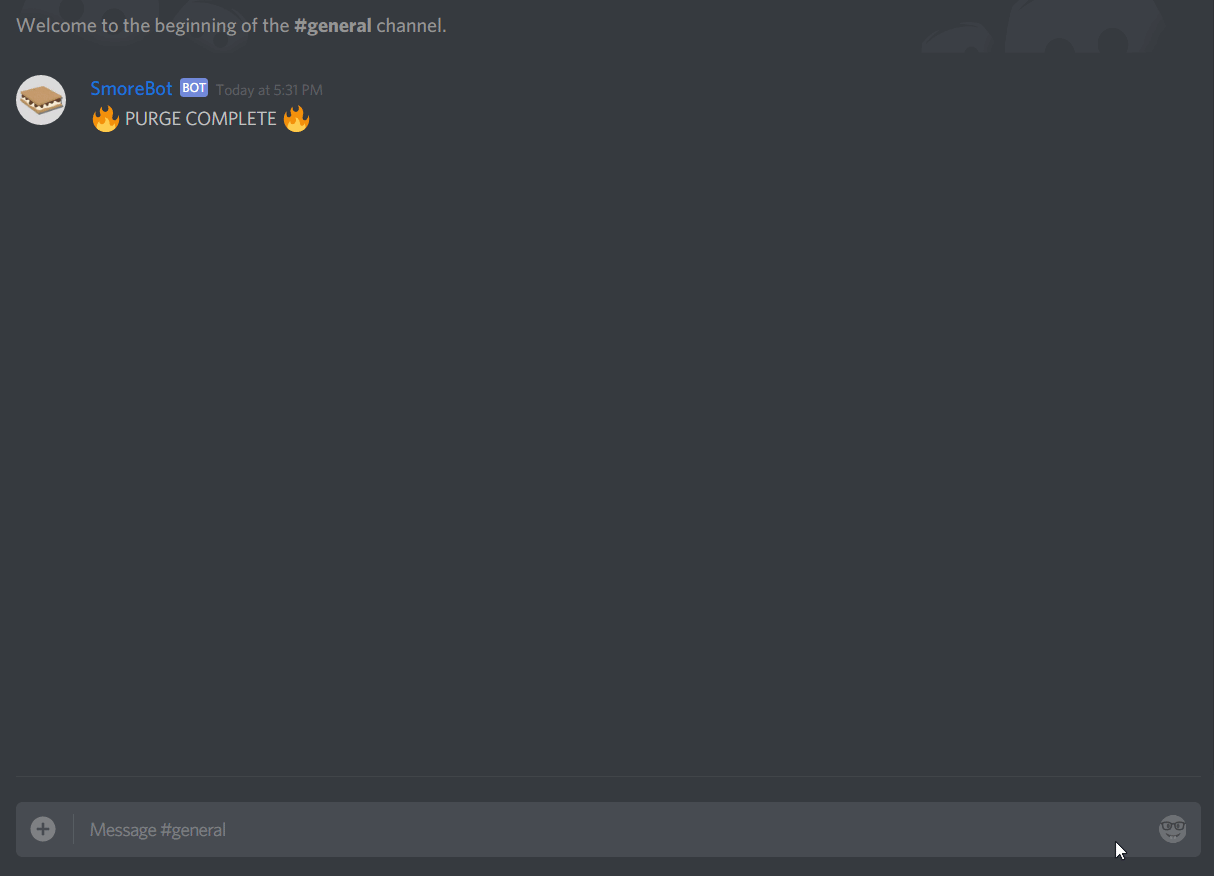 Welcome to the beginning of the #general channel.
SmoreBot BOT Today at 5:31 PM
🔥 PURGE COMPLETE 🔥
Message #general